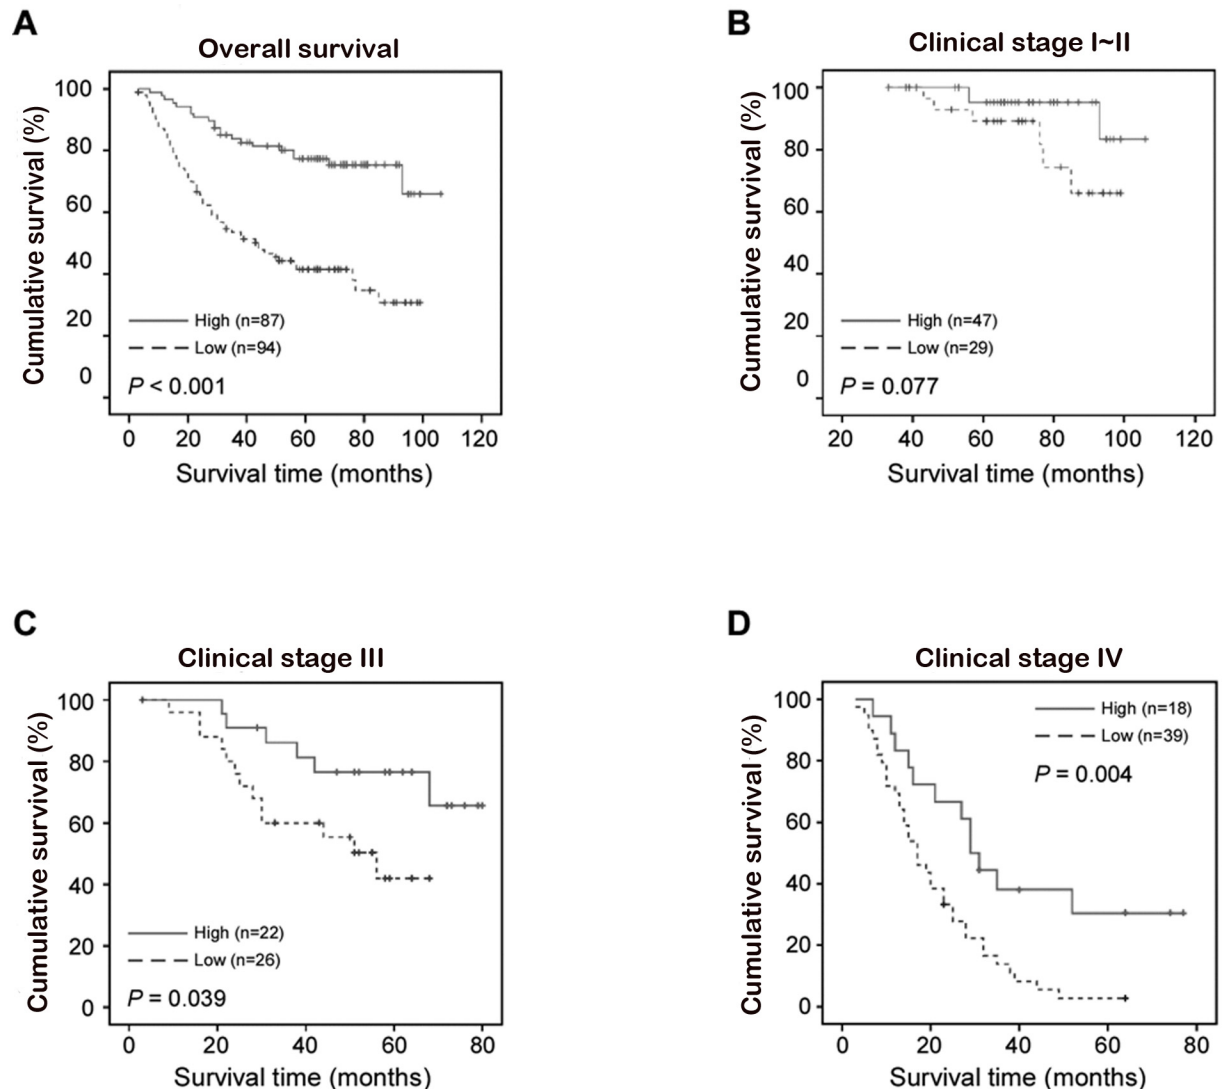 A
Overall survival
Cumulative survival (%)
100
80
60
40
20
0
High (n=87)
Low (n=94)
P < 0.001
0 20 40 60 80 100 120
Survival time (months)
B
Clinical stage I~II
Cumulative survival (%)
100
80
60
40
20
0
High (n=47)
Low (n=29)
P = 0.077
20 40 60 80 100 120
Survival time (months)
C
Clinical stage III
Cumulative survival (%)
100
80
60
40
20
0
High (n=22)
Low (n=26)
P = 0.039
0 20 40 60 80
Survival time (months)
D
Clinical stage IV
Cumulative survival (%)
100
80
60
40
20
0
High (n=18)
Low (n=39)
P = 0.004
0 20 40 60 80
Survival time (months)